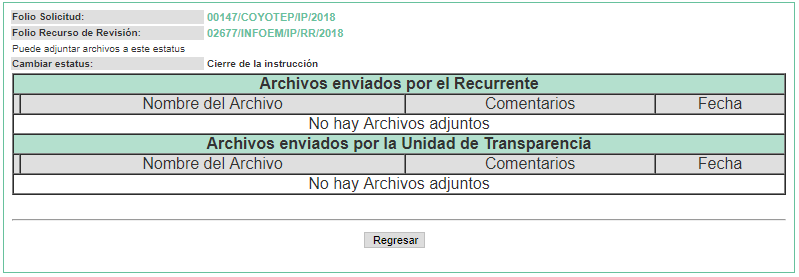 Folio Solicitud: 00147/COYOTEP/IP/2018
Folio Recurso de Revisión: 02677/INFOEM/IP/RR/2018
Puede adjuntar archivos a este estatus
Cambiar estatus: Cierre de la instrucción
Archivos enviados por el Recurrente
Nombre del Archivo Comentarios Fecha
No hay Archivos adjuntos
Archivos enviados por la Unidad de Transparencia
Nombre del Archivo Comentarios Fecha
No hay Archivos adjuntos
Regresar